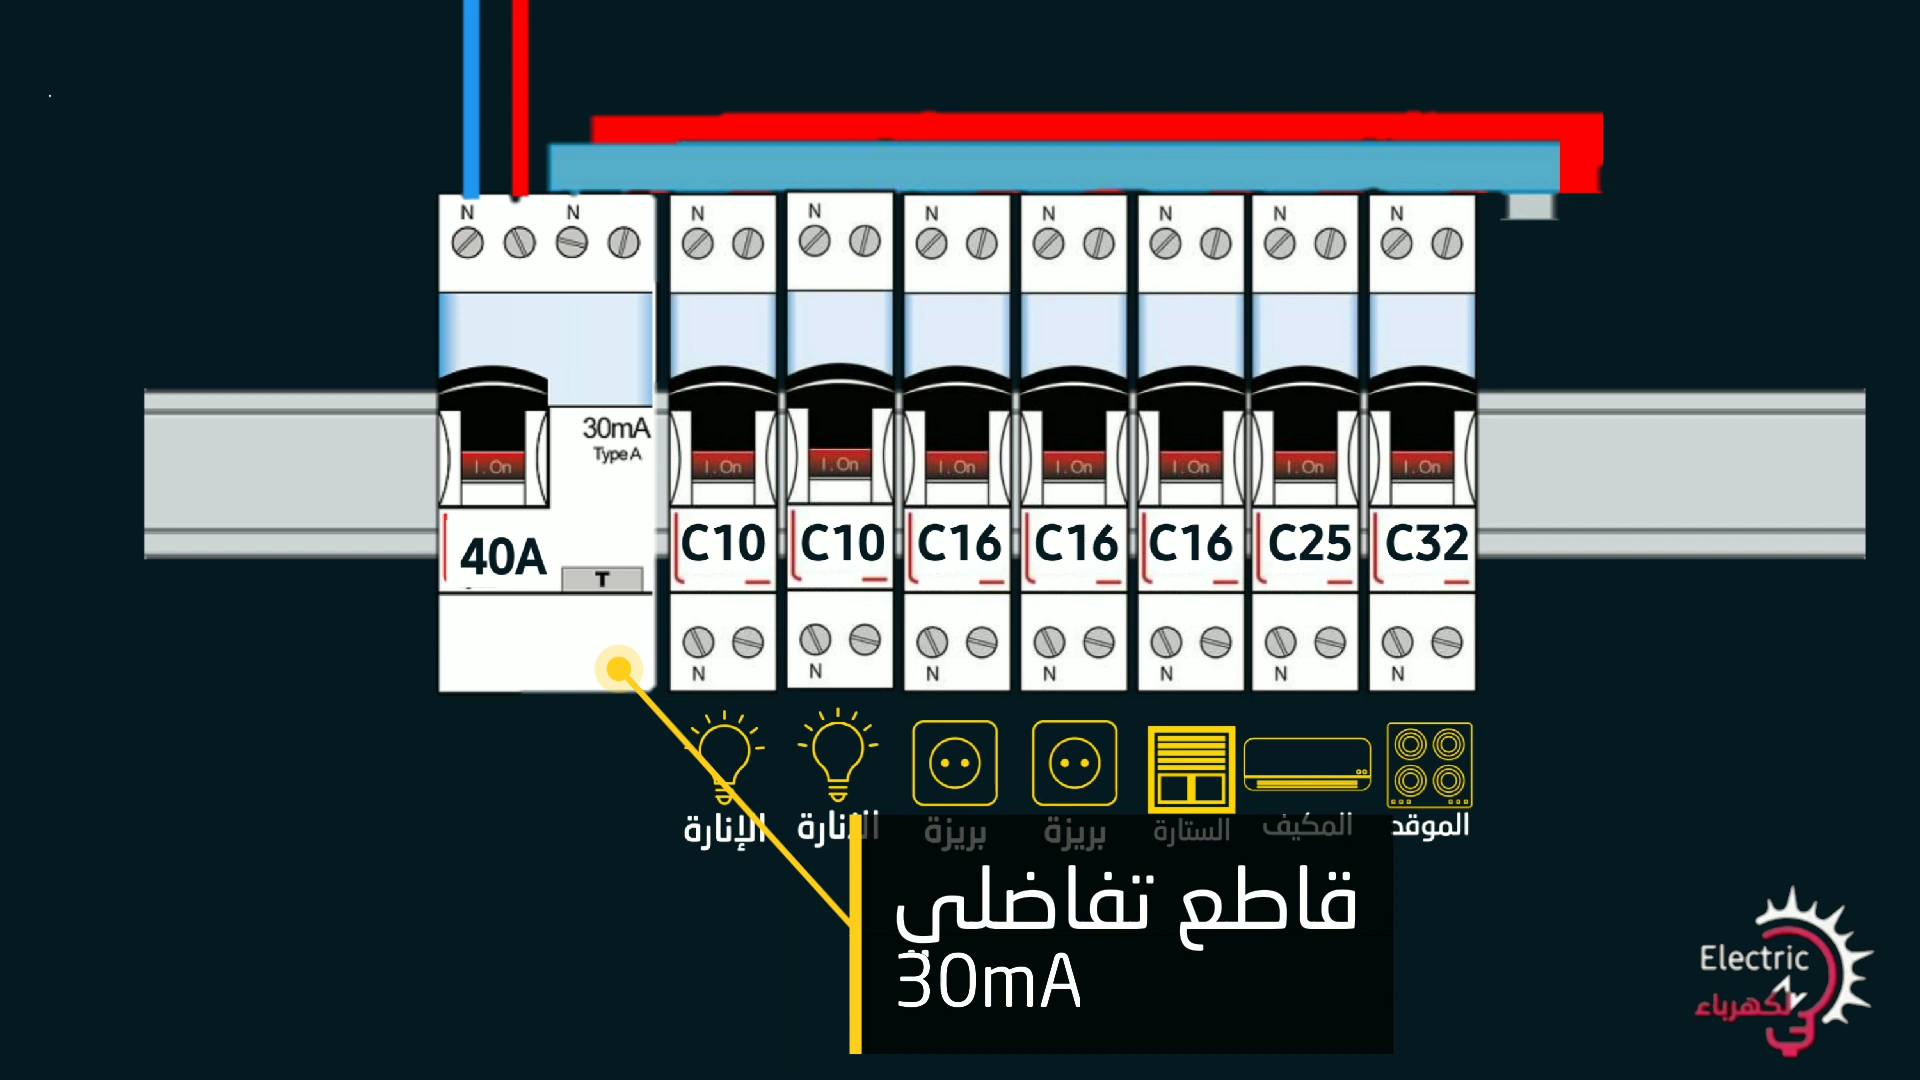 N N N N N N N N N
30mA
Type A
I.On I.On I.On I.On I.On I.On I.On I.On
40A C10 C10 C16 C16 C16 C25 C32
T
N N N N N N N
الإنارة الإنارة بريزة بريزة الستارة المكيف الموقد
قاطع تفاضلي
30mA
Electric
لكهرباء